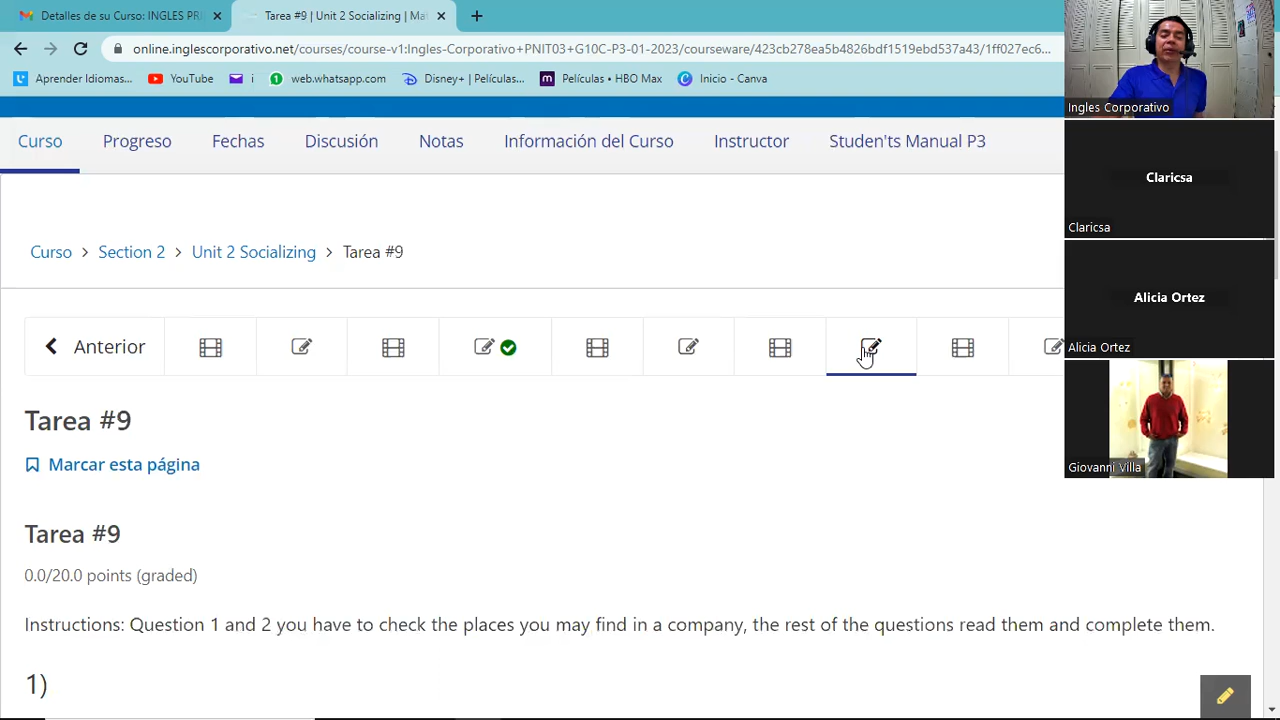 Detalles de su Curso: INGLES PRI
Tarea #9 | Unit 2 Socializing | Mat
online.inglescorporativo.net/courses/course-v1:Ingles-Corporativo+PNIT03+G10C-P3-01-2023/courseware/423cb278ea5b4826bdff1d9ebd537a43/1ff027ec6...
Aprender Idiomas...
YouTube
i
web.whatsapp.com
Disney+ | Películas...
Películas • HBO Max
Inicio - Canva
Curso
Progreso
Fechas
Discusión
Notas
Información del Curso
Instructor
Studen'ts Manual P3
Curso > Section 2 > Unit 2 Socializing > Tarea #9
Anterior
Tarea #9
Marcar esta página
Tarea #9
0.0/20.0 points (graded)
Instructions: Question 1 and 2 you have to check the places you may find in a company, the rest of the questions read them and complete them.
1)
Ingles Corporativo
Claricsa
Claricsa
Alicia Ortez
Alicia Ortez
Giovanni Villa